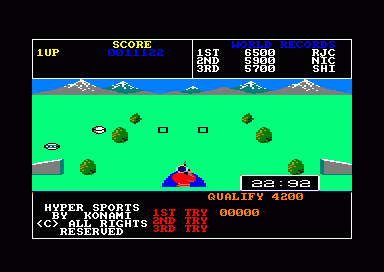 SCORE
WORLD RECORDS
1UP
1ST 6500 RJC
2ND 5900 NIC
3RD 5700 SHI
22:92
QUALIFY 4200
HYPER SPORTS
BY KONAMI
<C> ALL RIGHTS
RESERVED
1ST TRY 00000
2ND TRY
3RD TRY